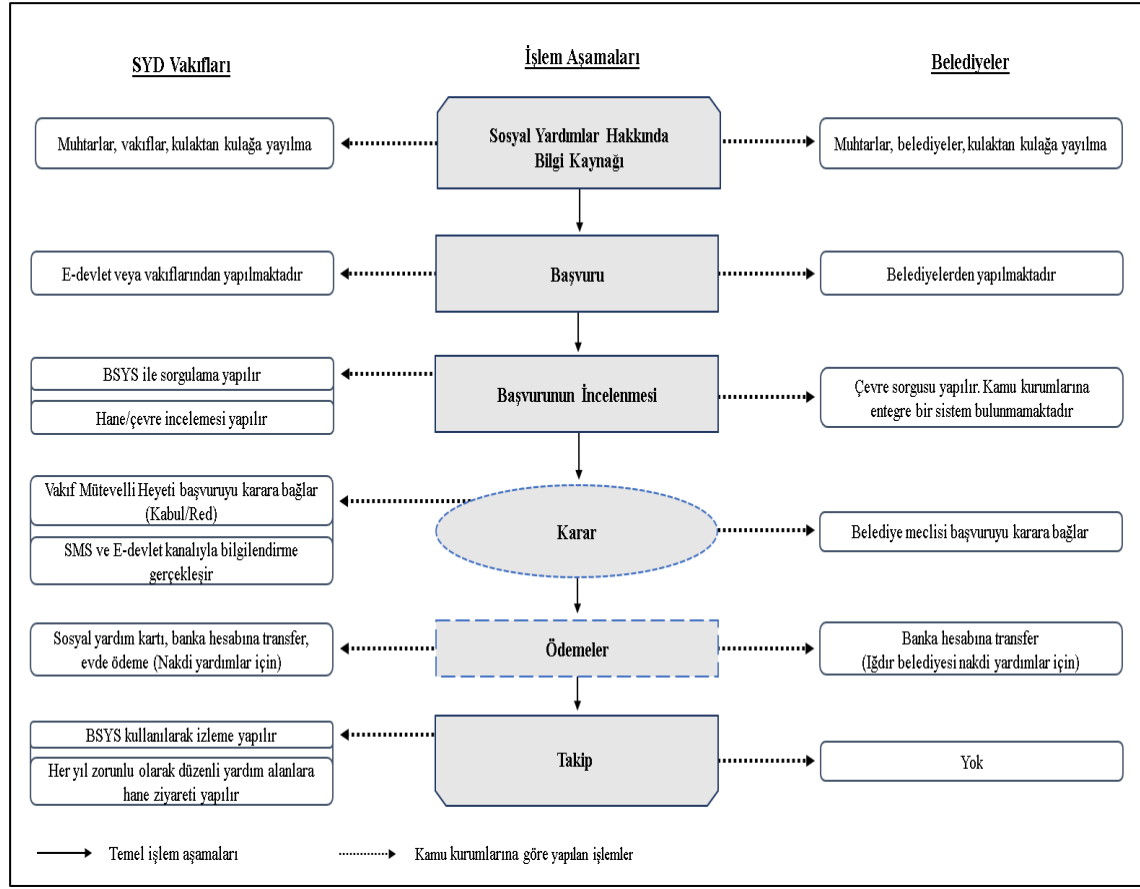 SYD Vakıfları
İşlem Aşamaları
Belediyeler
Muhtarlar, vakıflar, kulaktan kulağa yayılma
Sosyal Yardımlar Hakkında
Bilgi Kaynağı
Muhtarlar, belediyeler, kulaktan kulağa yayılma
E-devlet veya vakıflarından yapılmaktadır
Başvuru
Belediyelerden yapılmaktadır
BSYS ile sorgulama yapılır
Hane/çevre incelemesi yapılır
Başvurunun İncelenmesi
Çevre sorgusu yapılır. Kamu kurumlarına
entegre bir sistem bulunmamaktadır
Vakıf Mütevelli Heyeti başvuruyu karara bağlar
(Kabul/Red)
SMS ve E-devlet kanalıyla bilgilendirme
gerçekleşir
Karar
Belediye meclisi başvuruyu karara bağlar
Sosyal yardım kartı, banka hesabına transfer,
evde ödeme (Nakdi yardımlar için)
Ödemeler
Banka hesabına transfer
(Iğdır belediyesi nakdi yardımlar için)
BSYS kullanılarak izleme yapılır
Her yıl zorunlu olarak düzenli yardım alanlara
hane ziyareti yapılır
Takip
Yok
Temel işlem aşamaları
Kamu kurumlarına göre yapılan işlemler